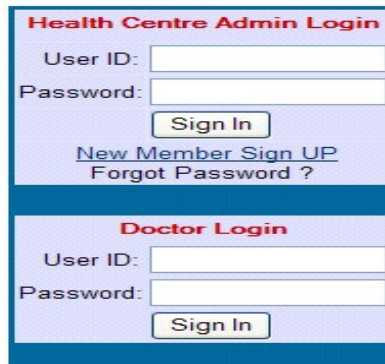 Health Centre Admin Login
User ID:
Password:
Sign In
New Member Sign UP
Forgot Password ?
Doctor Login
User ID:
Password:
Sign In